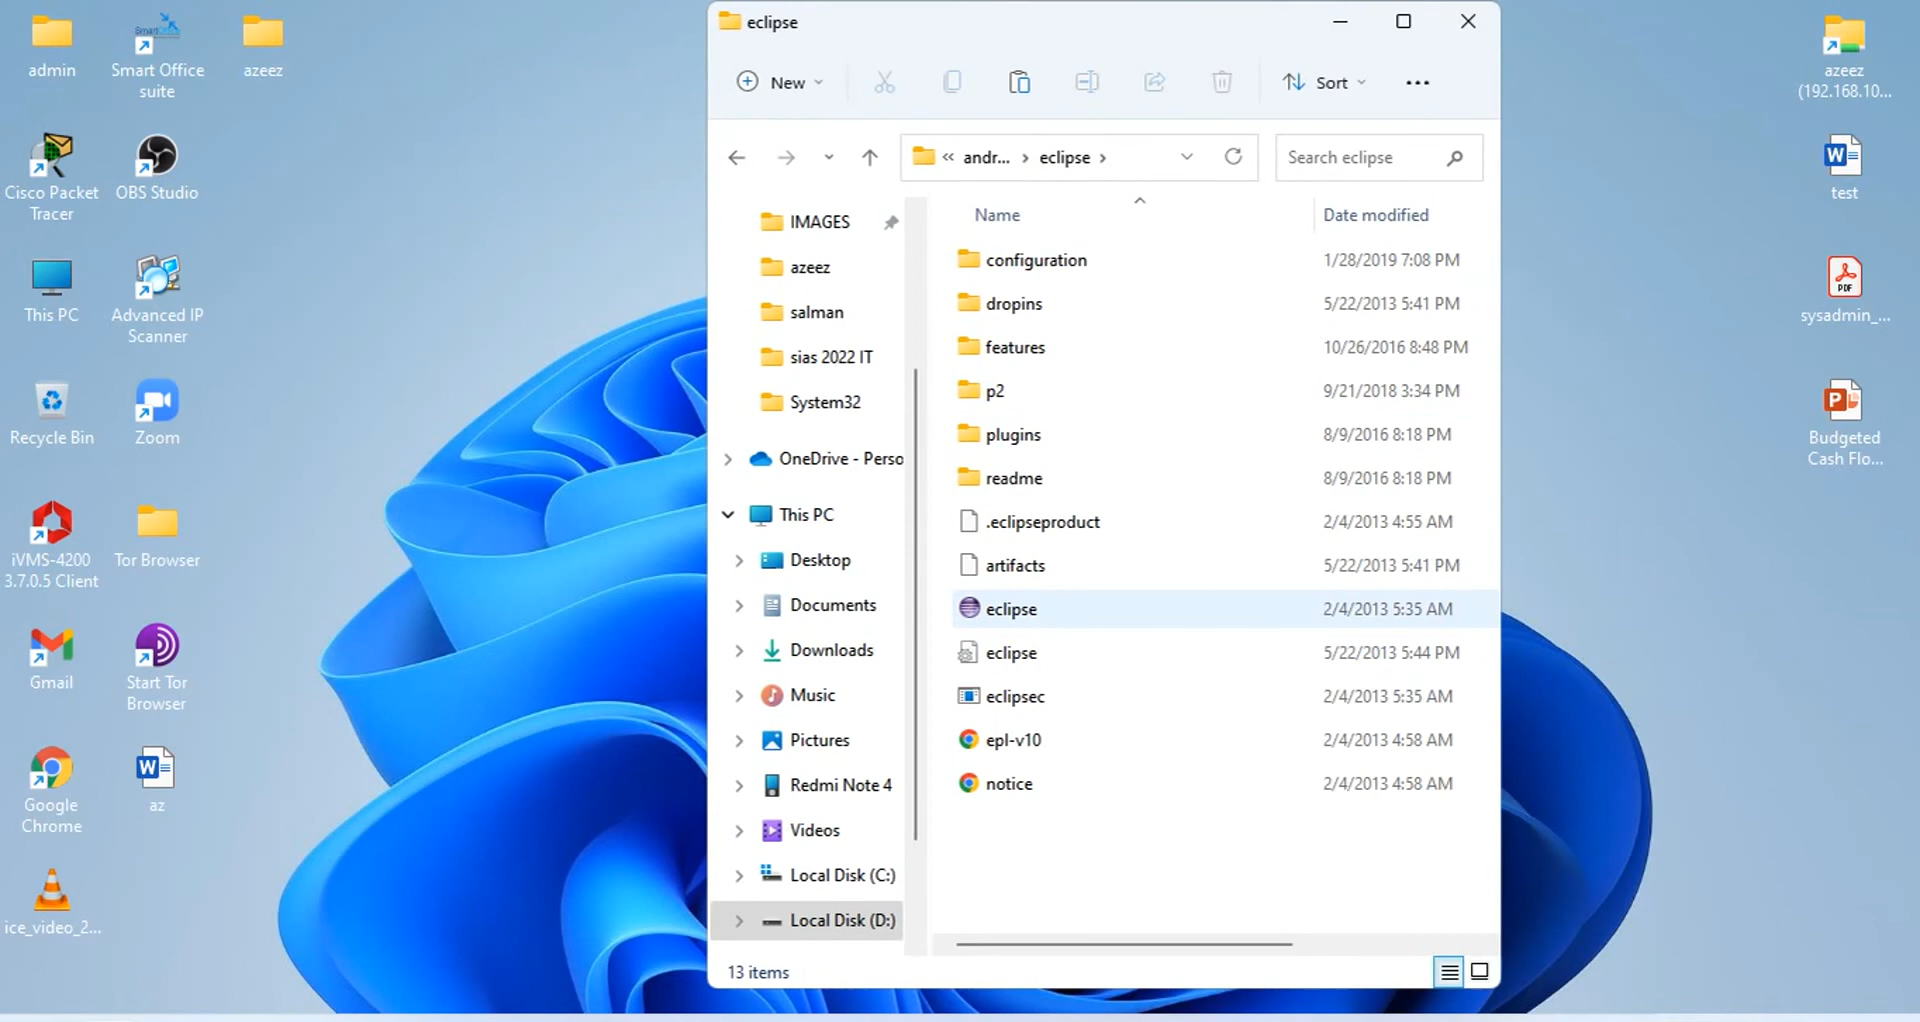 admin
Smart Office
suite
azeez
Cisco Packet
Tracer
OBS Studio
This PC
Advanced IP
Scanner
Recycle Bin
Zoom
iVMS-4200
3.7.0.5 Client
Tor Browser
Gmail
Start Tor
Browser
Google
Chrome
az
ice_video_2...
eclipse
New
Sort
« andr... › eclipse ›
Search eclipse
IMAGES
azeez
salman
sias 2022 IT
System32
OneDrive - Perso
This PC
Desktop
Documents
Downloads
Music
Pictures
Redmi Note 4
Videos
Local Disk (C:)
Local Disk (D:)
Name Date modified
configuration 1/28/2019 7:08 PM
dropins 5/22/2013 5:41 PM
features 10/26/2016 8:48 PM
p2 9/21/2018 3:34 PM
plugins 8/9/2016 8:18 PM
readme 8/9/2016 8:18 PM
.eclipseproduct 2/4/2013 4:55 AM
artifacts 5/22/2013 5:41 PM
eclipse 2/4/2013 5:35 AM
eclipse 5/22/2013 5:44 PM
eclipsec 2/4/2013 5:35 AM
epl-v10 2/4/2013 4:58 AM
notice 2/4/2013 4:58 AM
13 items
azeez
(192.168.10...
test
PDF
sysadmin_...
Budgeted
Cash Flo...